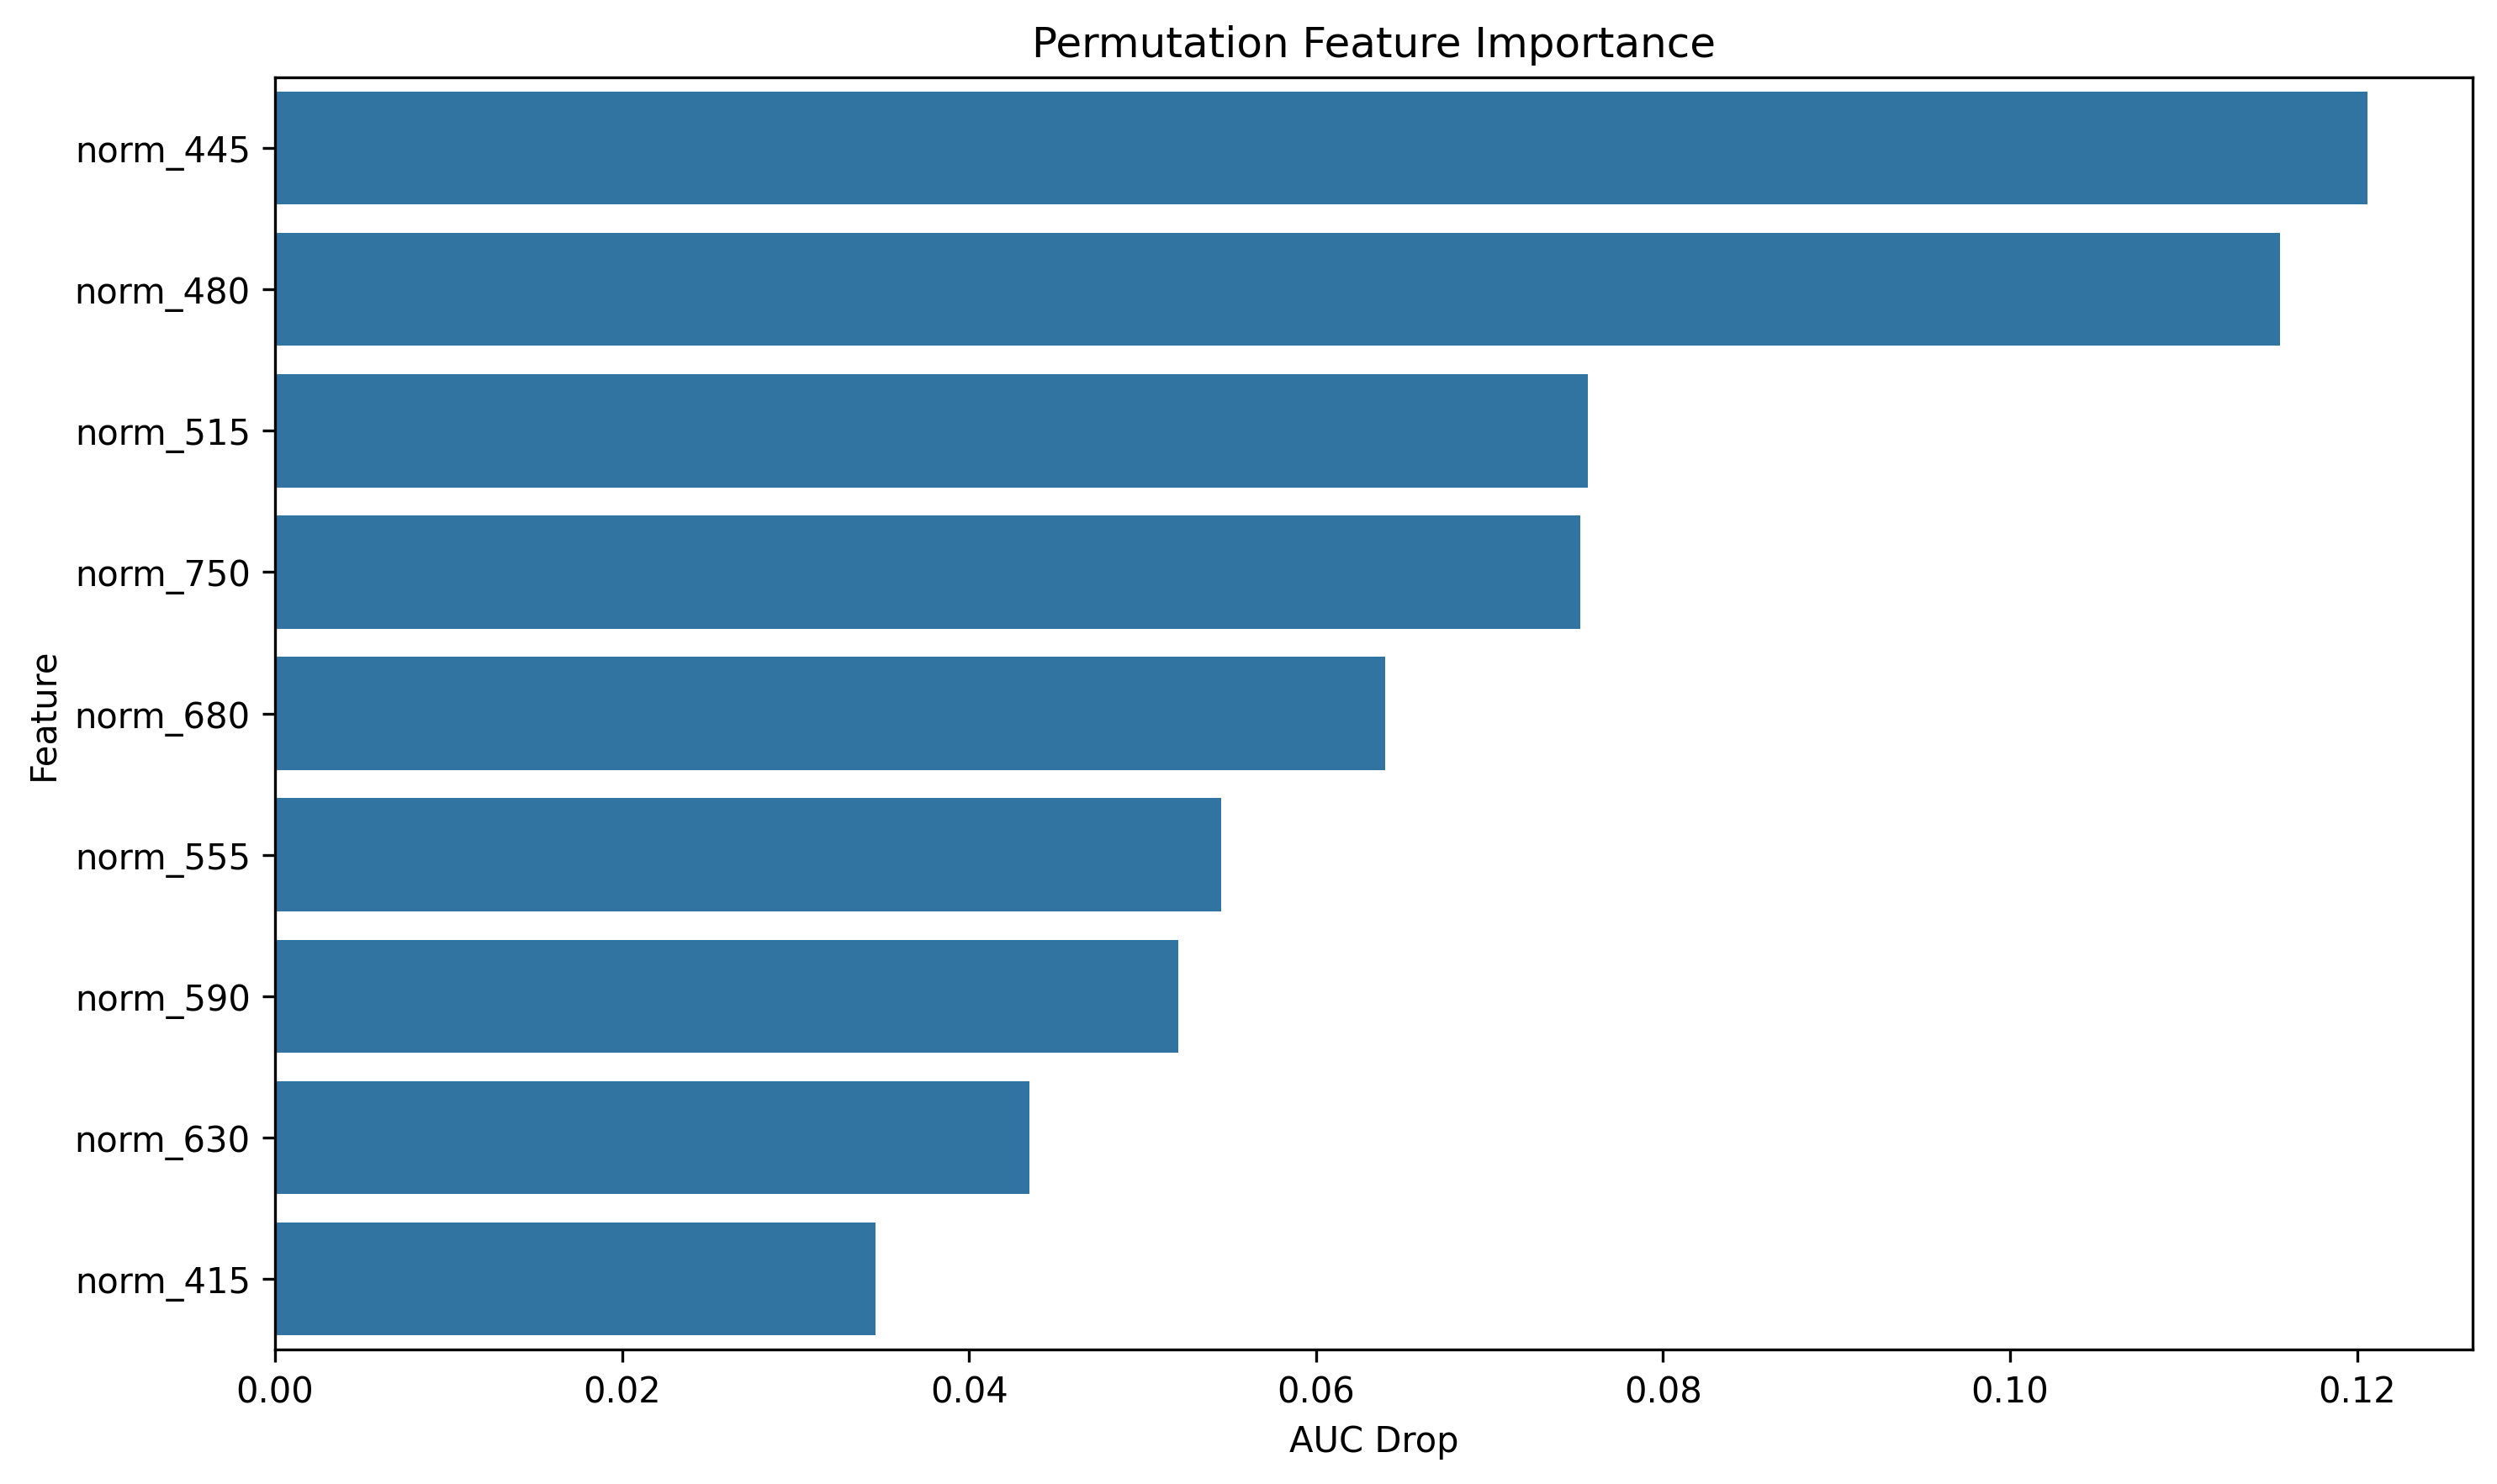 Permutation Feature Importance
norm_445
norm_480
norm_515
norm_750
norm_680
norm_555
norm_590
norm_630
norm_415
Feature
0.00 0.02 0.04 0.06 0.08 0.10 0.12
AUC Drop